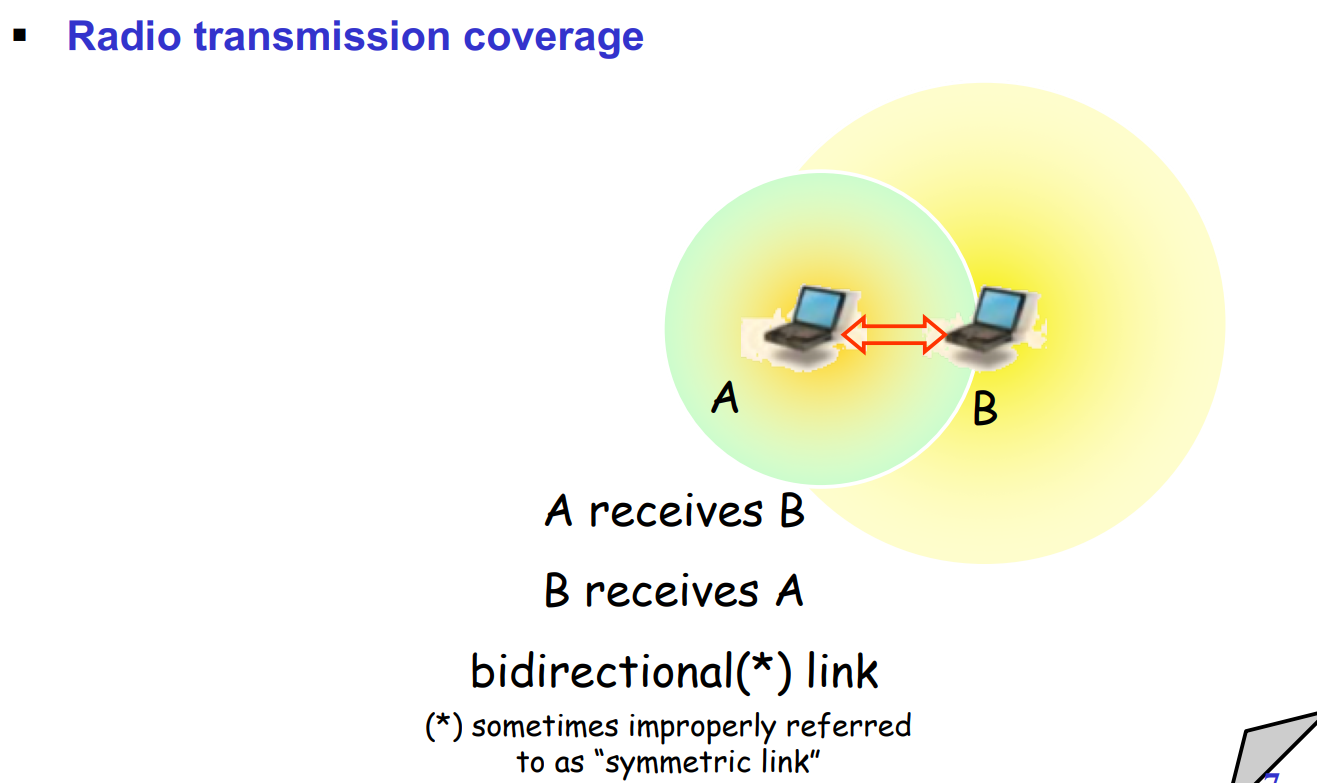 Radio transmission coverage
A
B
A receives B
B receives A
bidirectional(*) link
(*) sometimes improperly referred
to as “symmetric link”
7